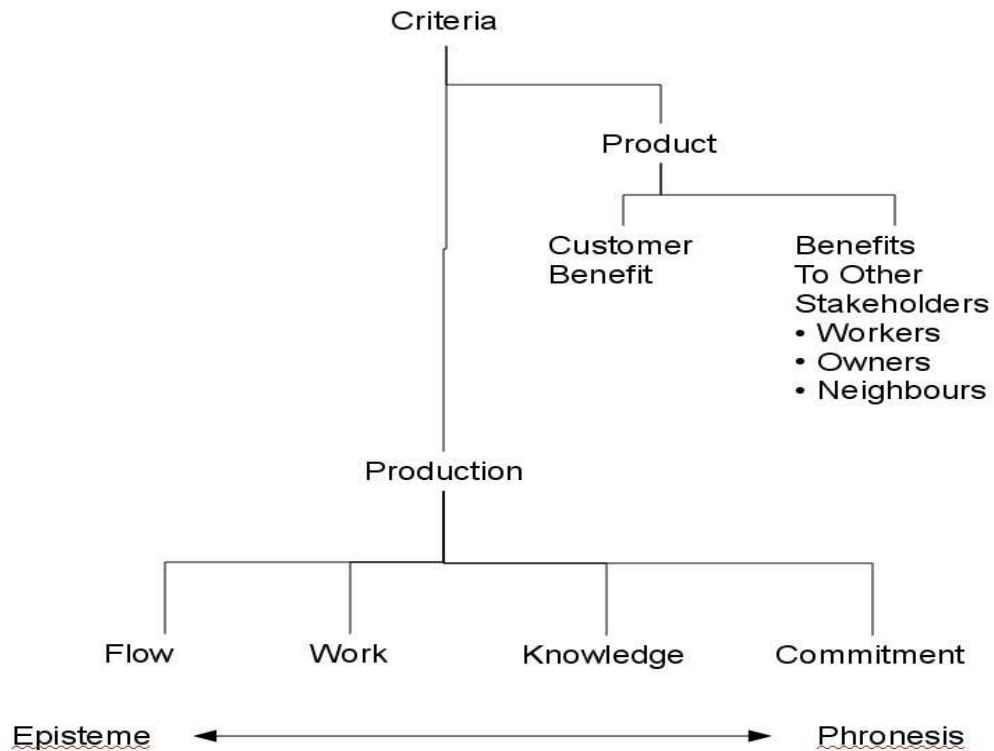 Criteria
Product
Customer
Benefit
Benefits
To Other
Stakeholders
• Workers
• Owners
• Neighbours
Production
Flow
Work
Knowledge
Commitment
Episteme
Phronesis